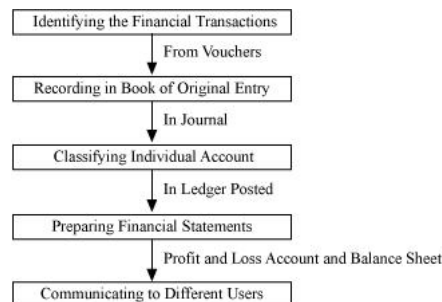 Identifying the Financial Transactions
From Vouchers
Recording in Book of Original Entry
In Journal
Classifying Individual Account
In Ledger Posted
Preparing Financial Statements
Profit and Loss Account and Balance Sheet
Communicating to Different Users